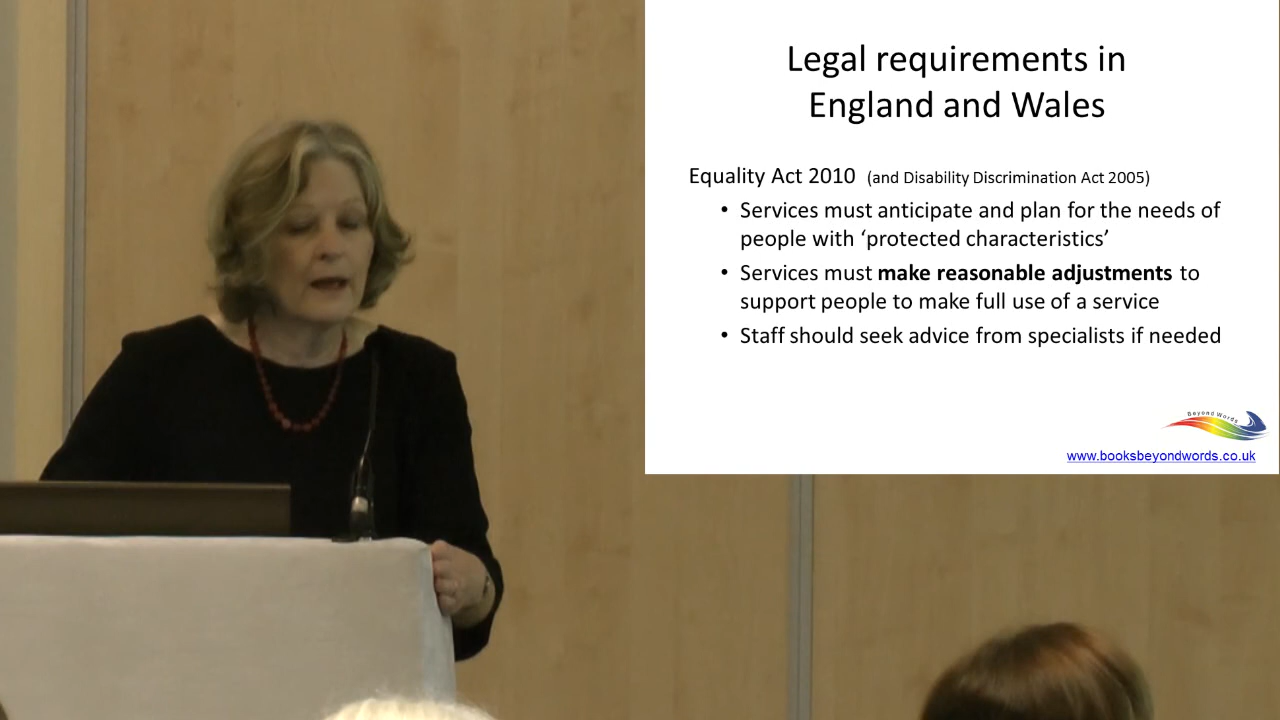 Legal requirements in
England and Wales
Equality Act 2010 (and Disability Discrimination Act 2005)
• Services must anticipate and plan for the needs of
people with ‘protected characteristics’
• Services must make reasonable adjustments to
support people to make full use of a service
• Staff should seek advice from specialists if needed
Beyond Words
www.booksbeyondwords.co.uk